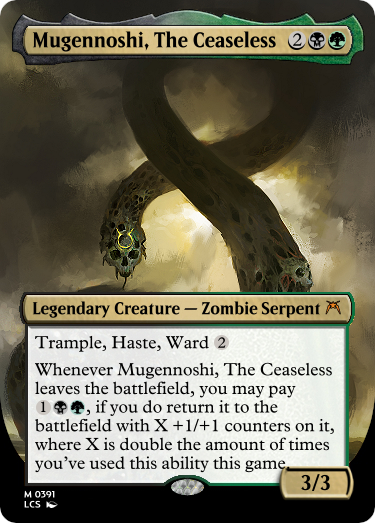 Mugennoshi, The Ceaseless 2
Legendary Creature — Zombie Serpent
Trample, Haste, Ward 2
Whenever Mugennoshi, The Ceaseless
leaves the battlefield, you may pay
1, if you do return it to the
battlefield with X +1/+1 counters on it,
where X is double the amount of times
you've used this ability this game.
3/3
M 0391
LCS